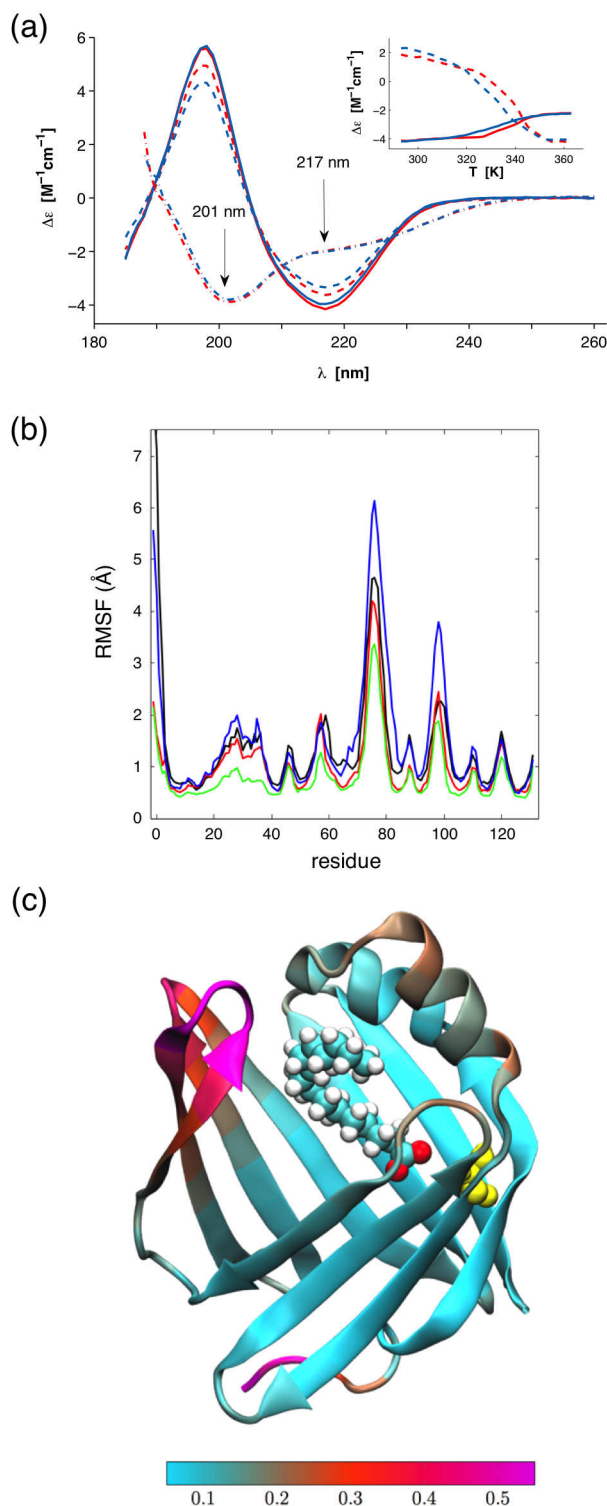 (a)
6
4
2
0
−2
−4
Δε [M⁻¹cm⁻¹]
180
200
220
240
260
λ [nm]
201 nm
217 nm
2
0
−2
−4
Δε [M⁻¹cm⁻¹]
300
320
340
360
T [K]
(b)
7
6
5
4
3
2
1
0
RMSF (Å)
0
20
40
60
80
100
120
residue
(c)
0.1 0.2 0.3 0.4 0.5